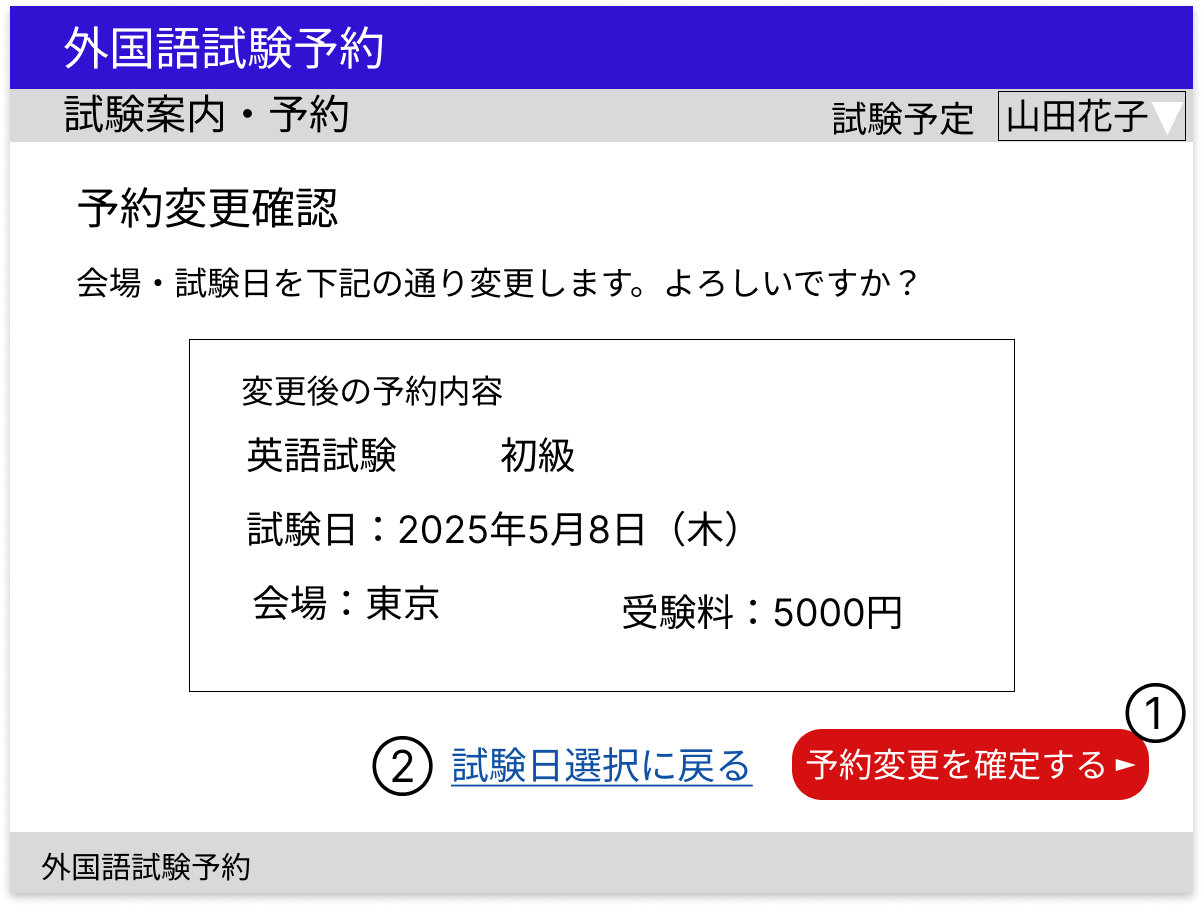 外国語試験予約
試験案内・予約 試験予定 山田花子▼
予約変更確認
会場・試験日を下記の通り変更します。よろしいですか？
変更後の予約内容
英語試験 初級
試験日：2025年5月8日（木）
会場：東京 受験料：5000円
①
② 試験日選択に戻る 予約変更を確定する►
外国語試験予約